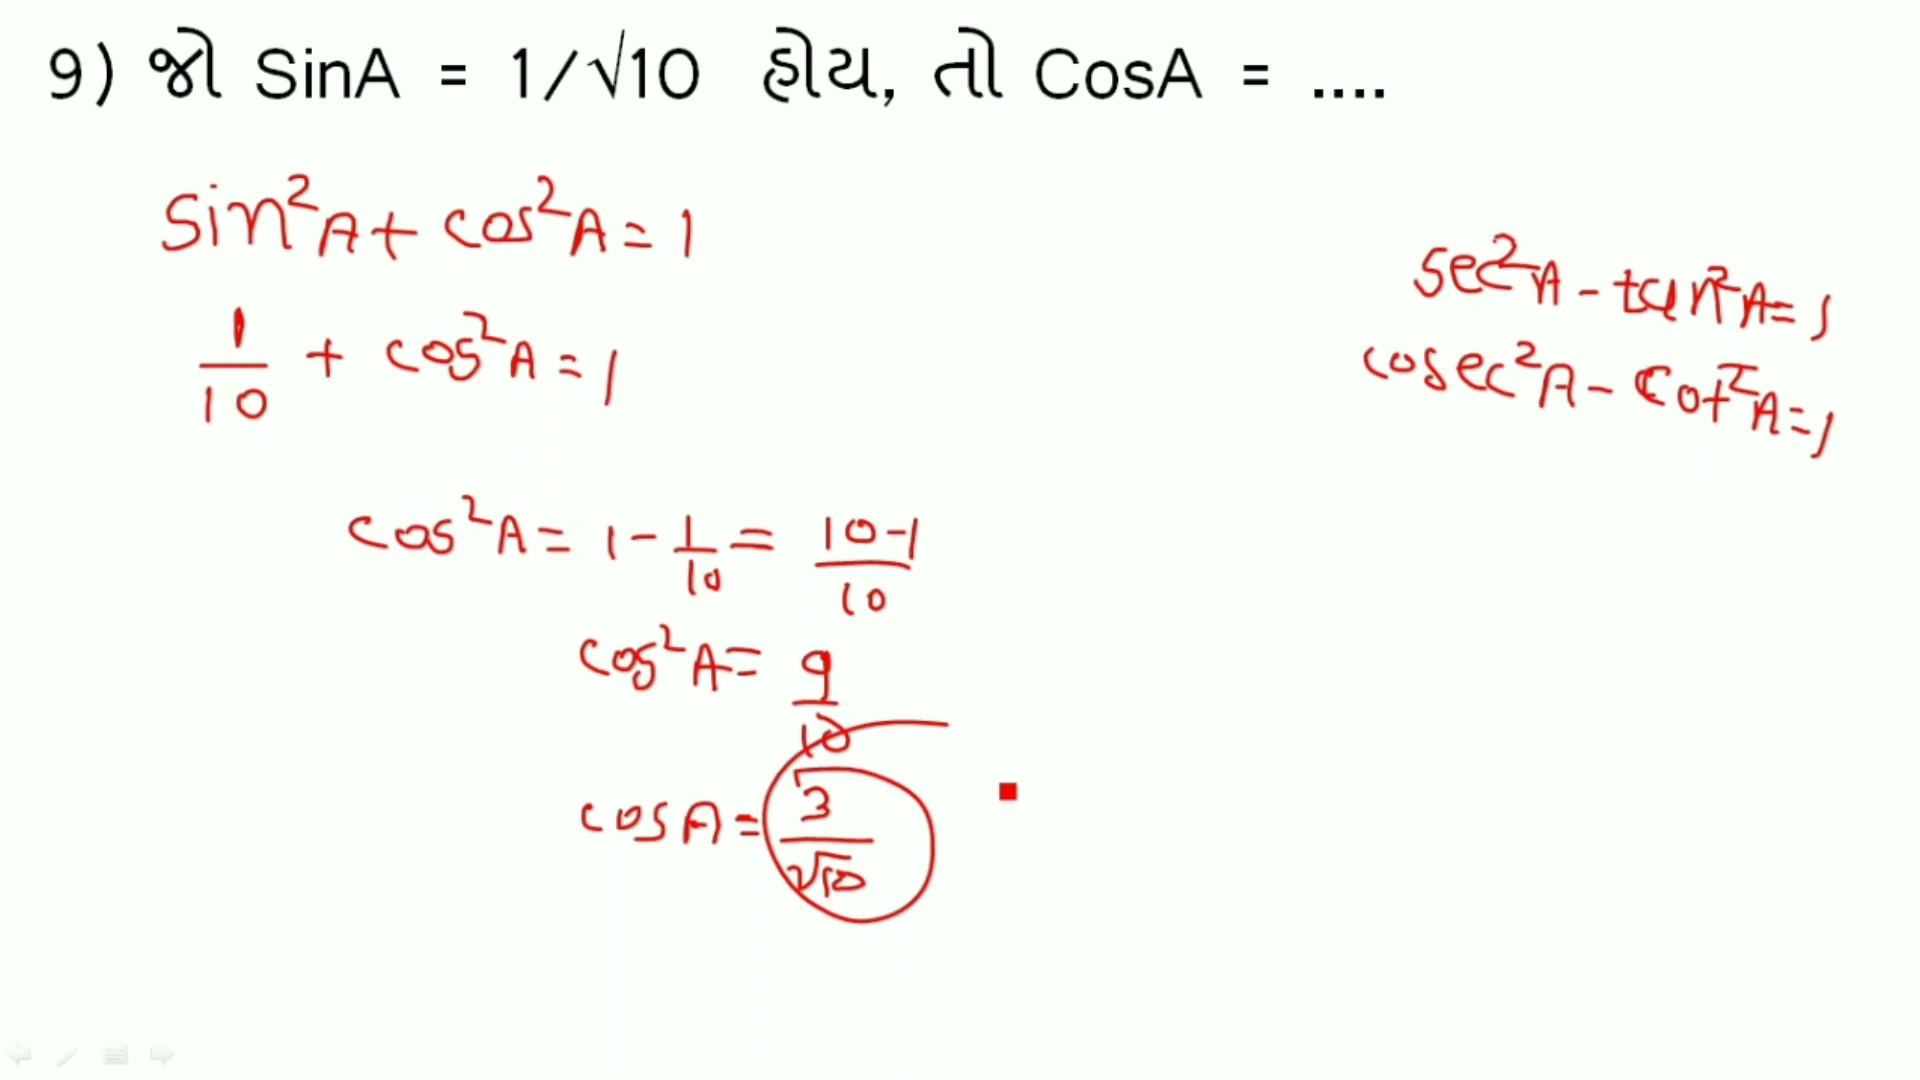 9) જો SinA = 1/√10 હોય, તો CosA = ....
sin²A + cos²A = 1
1/10 + cos²A = 1
cos²A = 1 - 1/10 = 10-1/10
cos²A = 9/10
cosA = 3/√10
sec²A - tan²A = 1
cosec²A - cot²A = 1